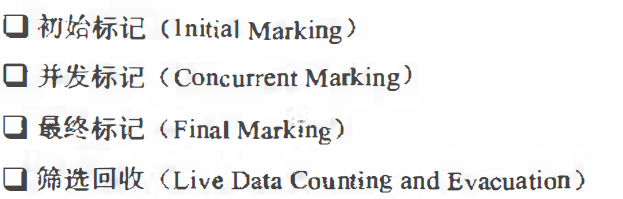 ❑ 初始标记（Initial Marking）
❑ 并发标记（Concurrent Marking）
❑ 最终标记（Final Marking）
❑ 筛选回收（Live Data Counting and Evacuation）